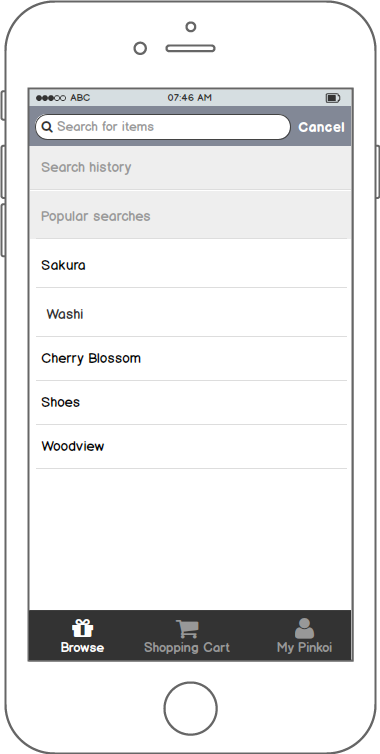 ABC 07:46 AM
Search for items Cancel
Search history
Popular searches
Sakura
Washi
Cherry Blossom
Shoes
Woodview
Browse Shopping Cart My Pinkoi